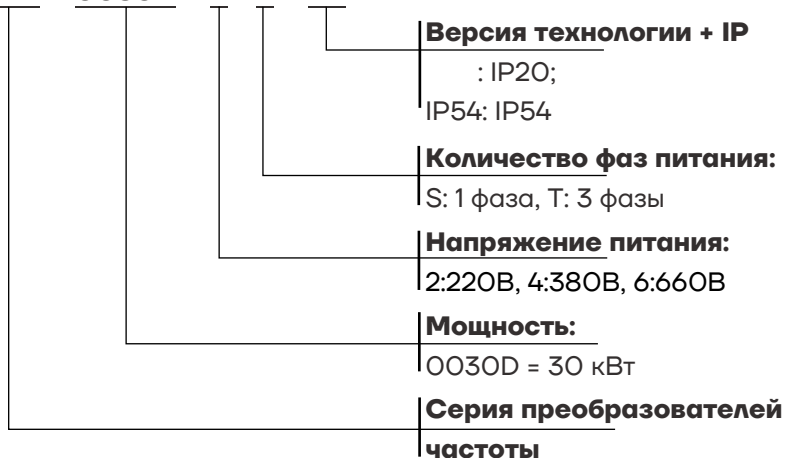 Версия технологии + IP
: IP20;
IP54: IP54
Количество фаз питания:
S: 1 фаза, T: 3 фазы
Напряжение питания:
2:220В, 4:380В, 6:660В
Мощность:
0030D = 30 кВт
Серия преобразователей
частоты